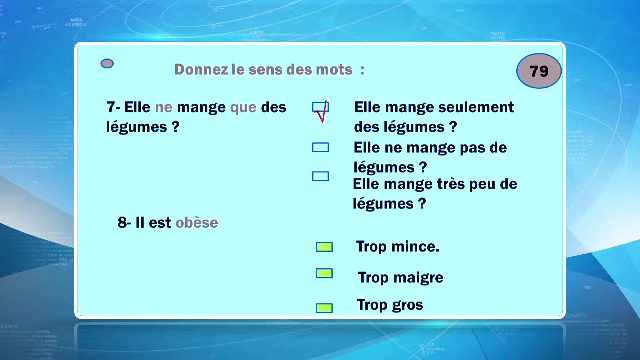 Donnez le sens des mots :
79
7- Elle ne mange que des
légumes ?
Elle mange seulement
des légumes ?
Elle ne mange pas de
légumes ?
Elle mange très peu de
légumes ?
8- Il est obèse
Trop mince.
Trop maigre
Trop gros